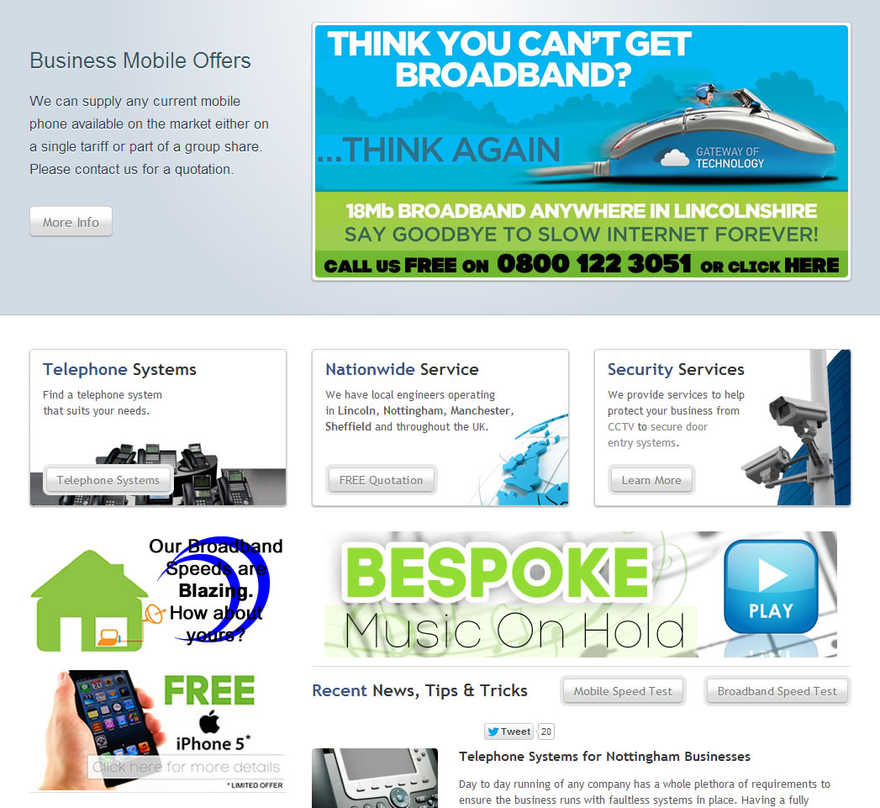 Business Mobile Offers
We can supply any current mobile
phone available on the market either on
a single tariff or part of a group share.
Please contact us for a quotation.
More Info
THINK YOU CAN'T GET
BROADBAND?
...THINK AGAIN
GATEWAY OF
TECHNOLOGY
18Mb BROADBAND ANYWHERE IN LINCOLNSHIRE
SAY GOODBYE TO SLOW INTERNET FOREVER!
CALL US FREE ON 0800 122 3051 OR CLICK HERE
Telephone Systems
Find a telephone system
that suits your needs.
Telephone Systems
Nationwide Service
We have local engineers operating
in Lincoln, Nottingham, Manchester,
Sheffield and throughout the UK.
FREE Quotation
Security Services
We provide services to help
protect your business from
CCTV to secure door
entry systems.
Learn More
Our Broadband
Speeds are
Blazing.
How about
yours?
BESPOKE
Music On Hold
PLAY
FREE
iPhone 5*
Click here for more details
* LIMITED OFFER
Recent News, Tips & Tricks
Mobile Speed Test
Broadband Speed Test
Tweet
20
Telephone Systems for Nottingham Businesses
Day to day running of any company has a whole plethora of requirements to
ensure the business runs with faultless systems in place. Having a fully